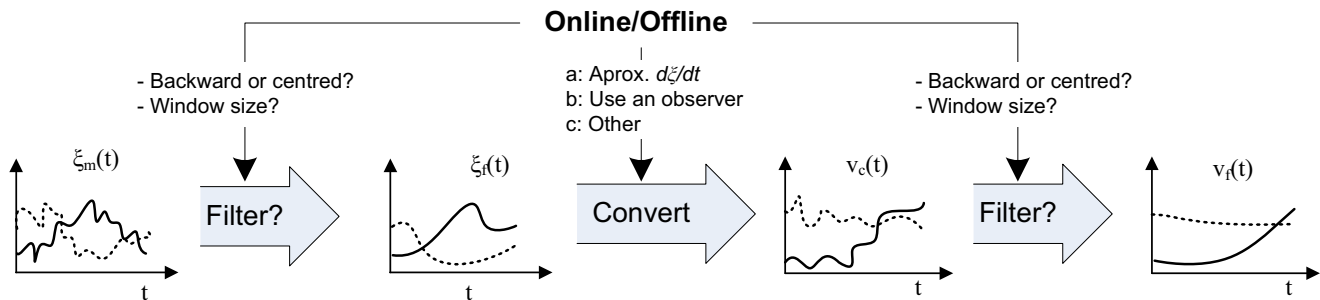 Online/Offline
- Backward or centred?
- Window size?
a: Aprox. dξ/dt
b: Use an observer
c: Other
- Backward or centred?
- Window size?
ξm(t)
t
Filter?
ξf(t)
t
Convert
vc(t)
t
Filter?
vf(t)
t